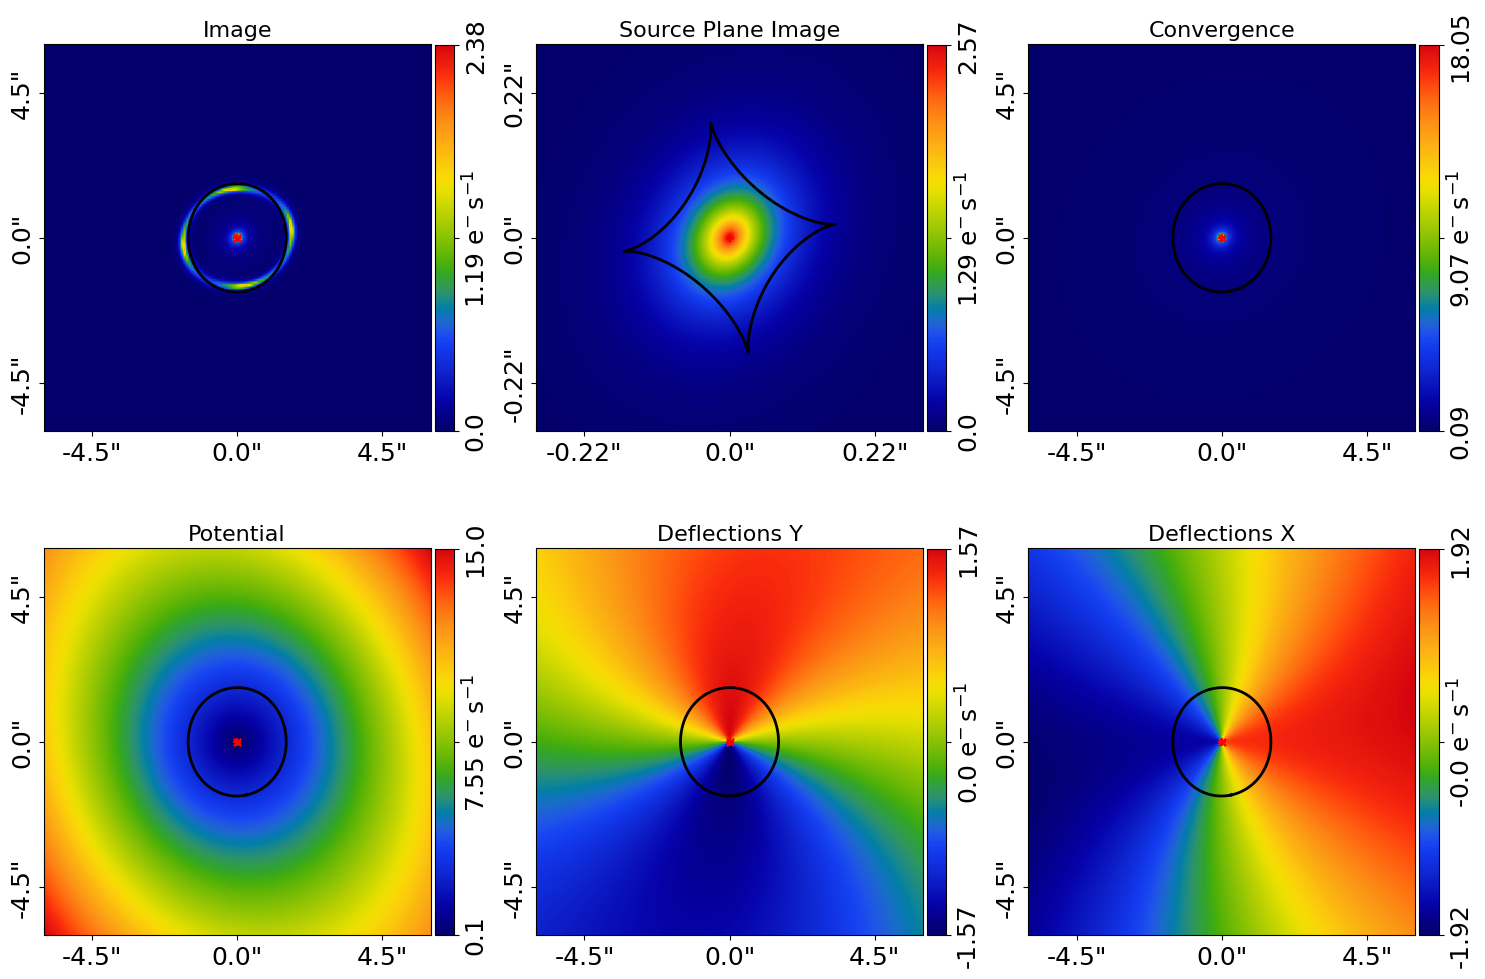 Image
4.5"
0.0"
-4.5"
-4.5" 0.0" 4.5"
2.38
1.19 e⁻ s⁻¹
0.0
Source Plane Image
0.22"
0.0"
-0.22"
-0.22" 0.0" 0.22"
2.57
1.29 e⁻ s⁻¹
0.0
Convergence
4.5"
0.0"
-4.5"
-4.5" 0.0" 4.5"
18.05
9.07 e⁻ s⁻¹
0.09
Potential
4.5"
0.0"
-4.5"
-4.5" 0.0" 4.5"
15.0
7.55 e⁻ s⁻¹
0.1
Deflections Y
4.5"
0.0"
-4.5"
-4.5" 0.0" 4.5"
1.57
0.0 e⁻ s⁻¹
-1.57
Deflections X
4.5"
0.0"
-4.5"
-4.5" 0.0" 4.5"
1.92
-0.0 e⁻ s⁻¹
-1.92